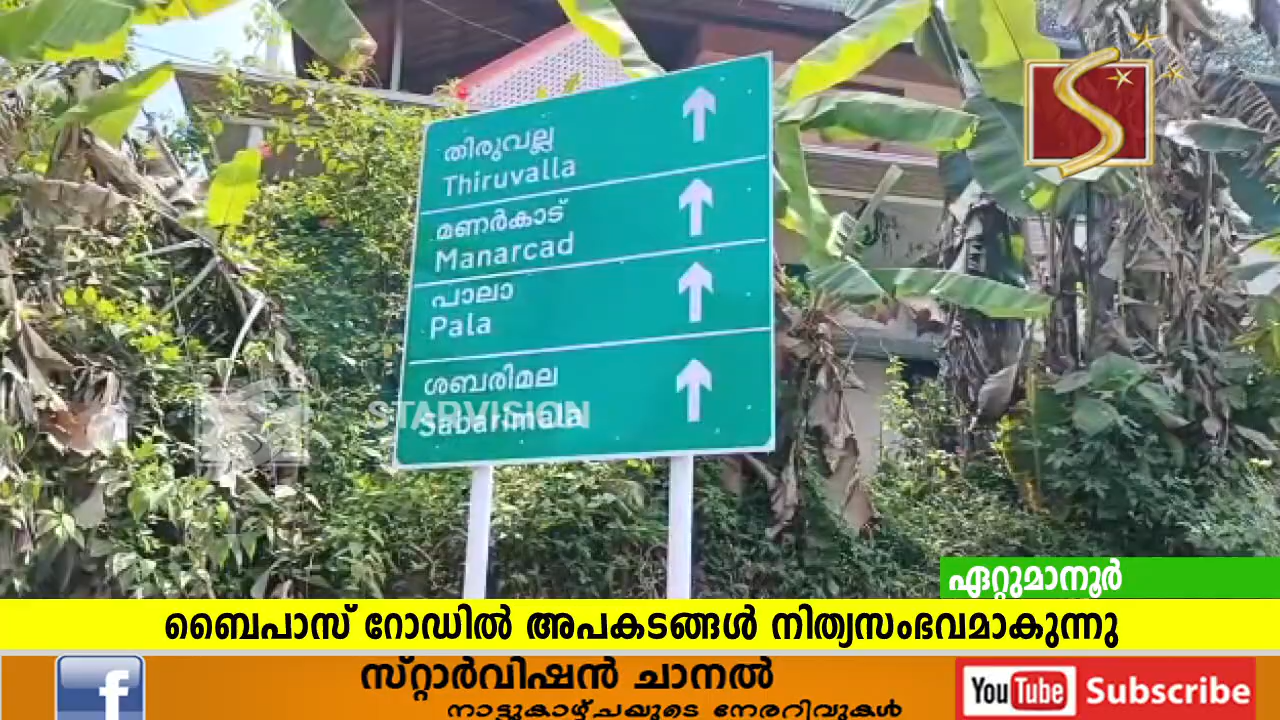 S
തിരുവല്ല
Thiruvalla
മണർകാട്
Manarcad
പാലാ
Pala
ശബരിമല
Sabarimala
STARVISION
ഏറ്റുമാനൂർ
ബൈപാസ് റോഡിൽ അപകടങ്ങൾ നിത്യസംഭവമാകുന്നു
f
സ്റ്റാർവിഷൻ ചാനൽ
നാട്ടുകാഴ്ചയുടെ നേരറിവുകൾ
YouTube Subscribe